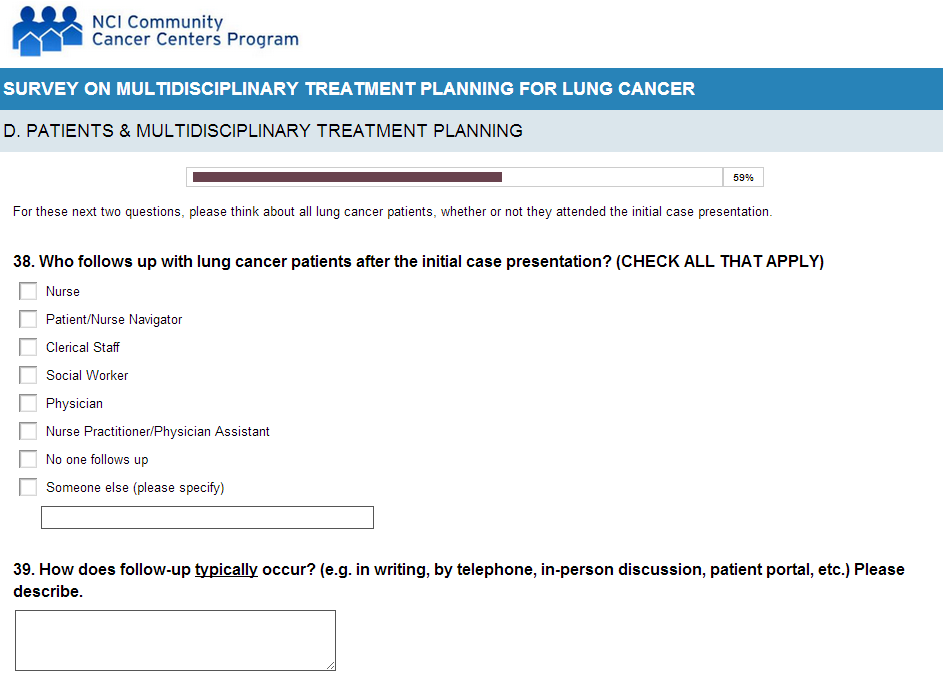 NCI Community
Cancer Centers Program
SURVEY ON MULTIDISCIPLINARY TREATMENT PLANNING FOR LUNG CANCER
D. PATIENTS & MULTIDISCIPLINARY TREATMENT PLANNING
59%
For these next two questions, please think about all lung cancer patients, whether or not they attended the initial case presentation.
38. Who follows up with lung cancer patients after the initial case presentation? (CHECK ALL THAT APPLY)
Nurse
Patient/Nurse Navigator
Clerical Staff
Social Worker
Physician
Nurse Practitioner/Physician Assistant
No one follows up
Someone else (please specify)
39. How does follow-up typically occur? (e.g. in writing, by telephone, in-person discussion, patient portal, etc.) Please
describe.